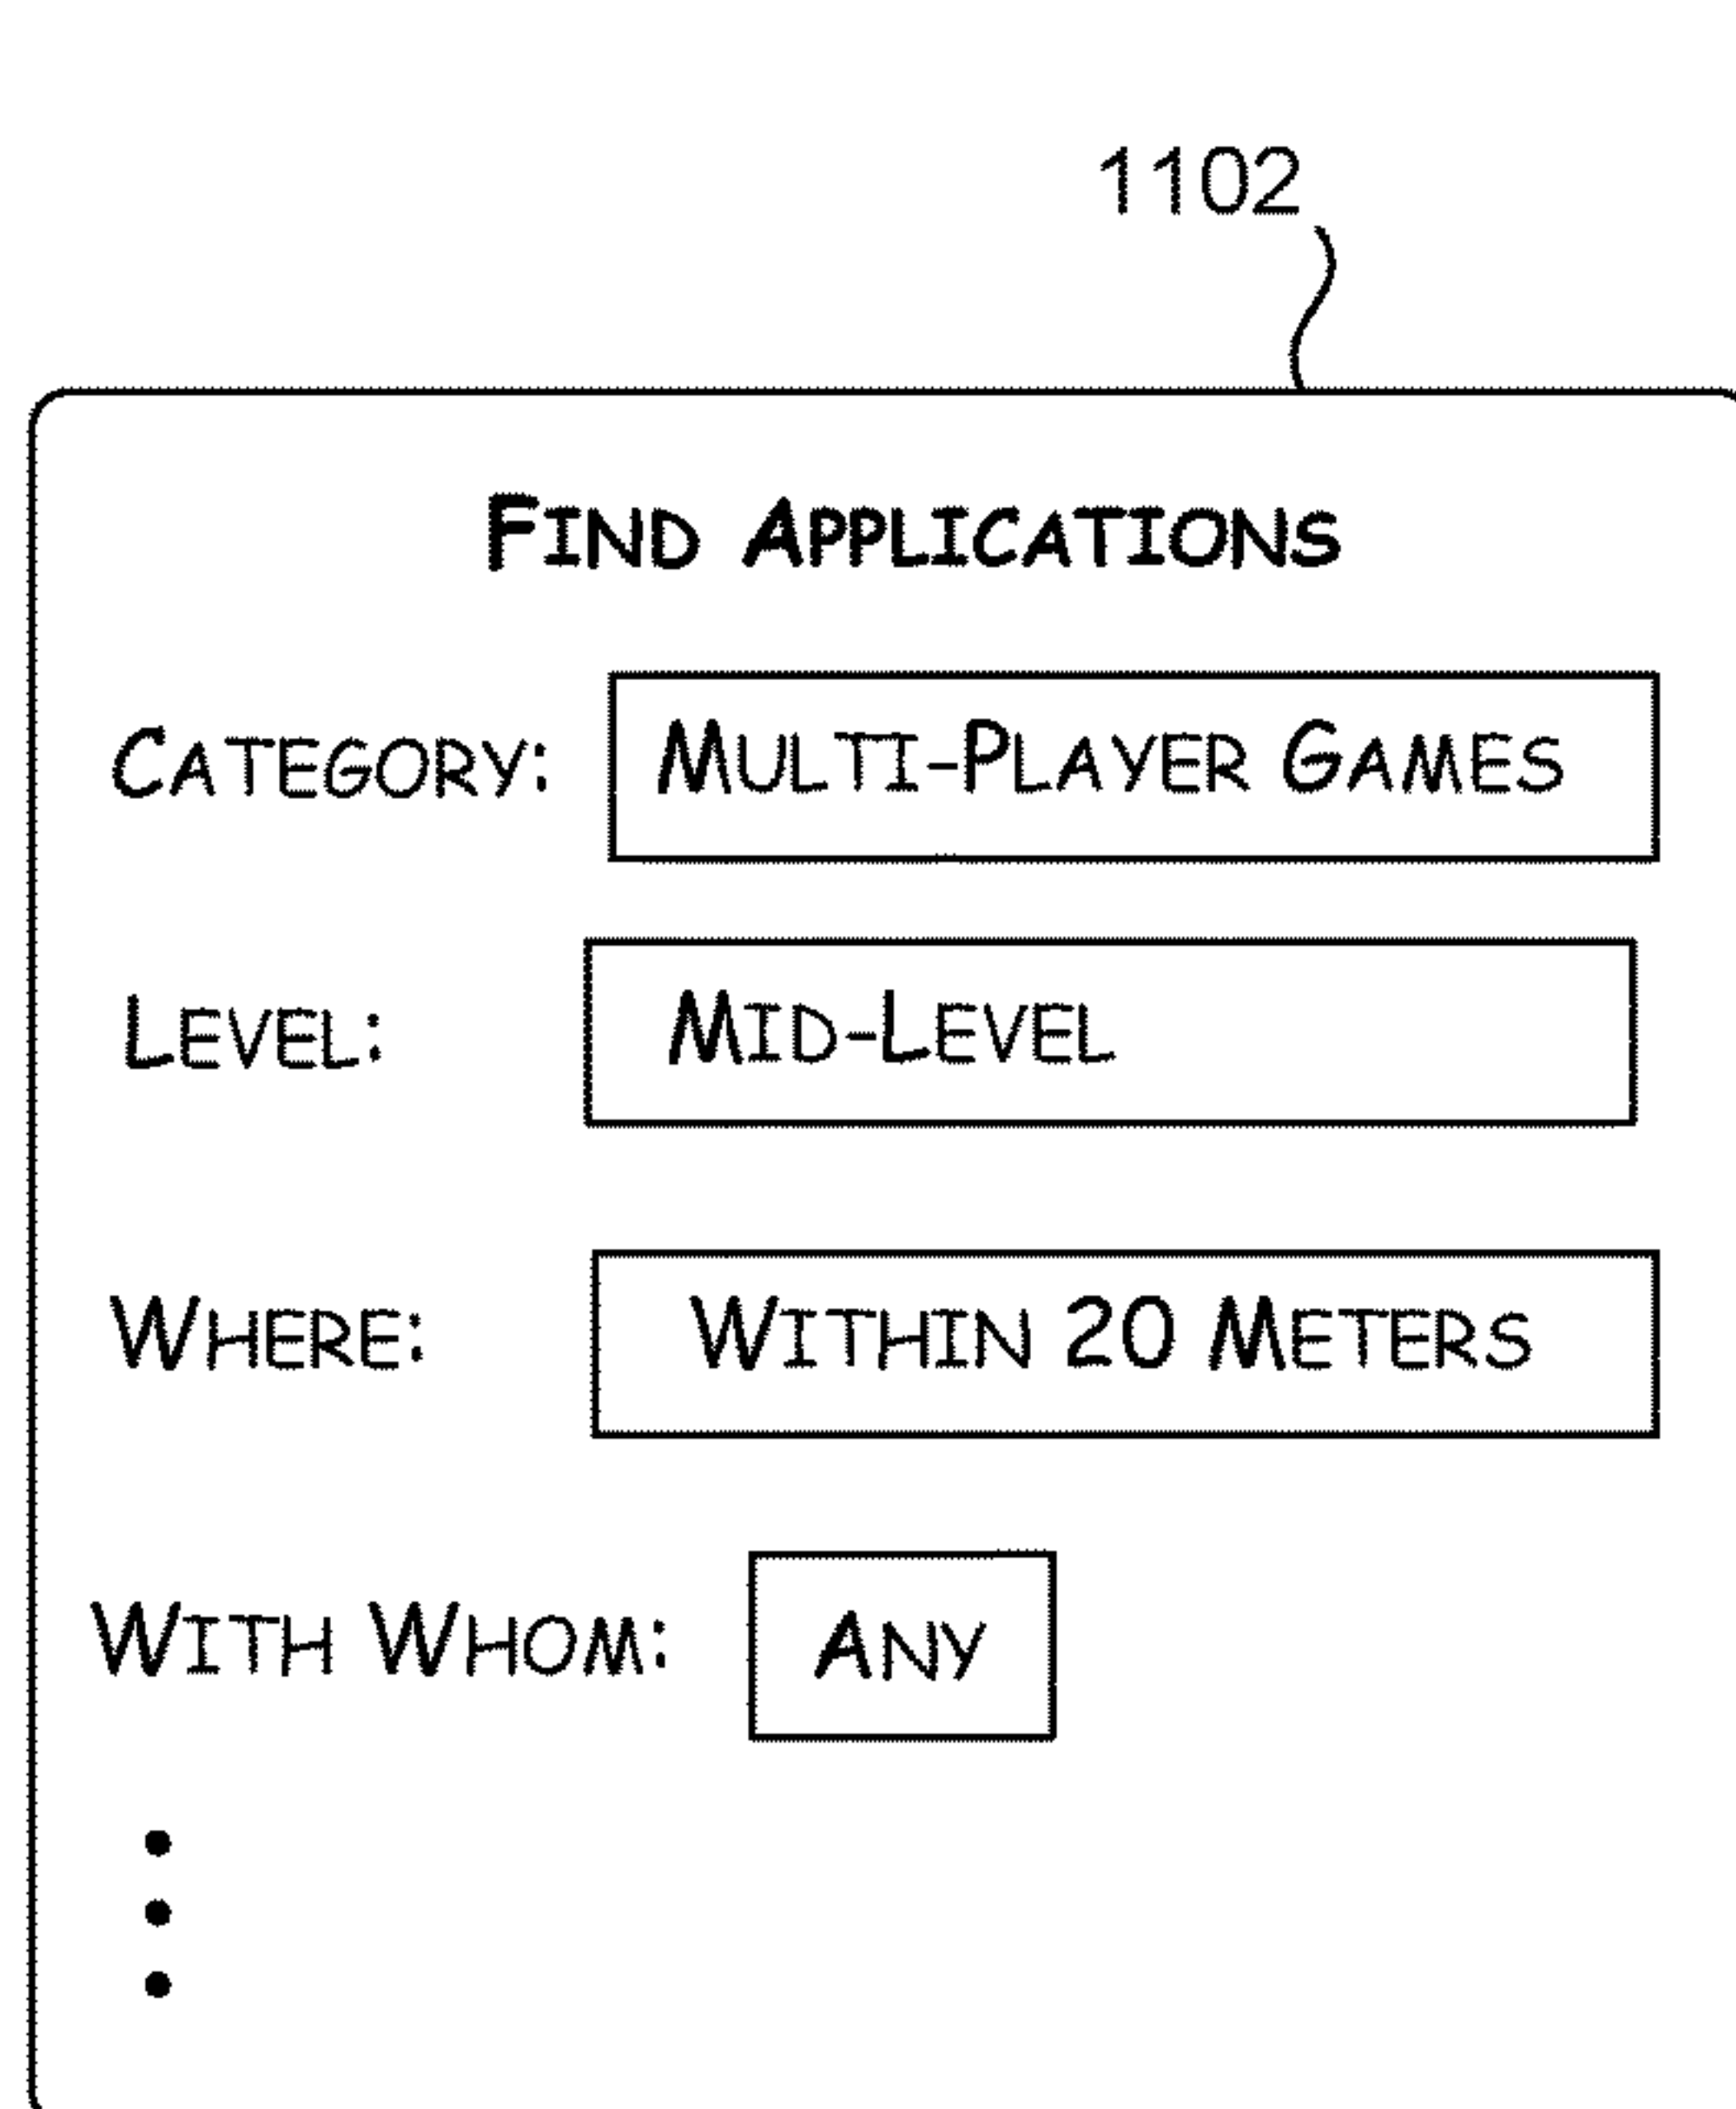 1102
Find Applications
Category: Multi-Player Games
Level: Mid-Level
Where: Within 20 Meters
With Whom: Any